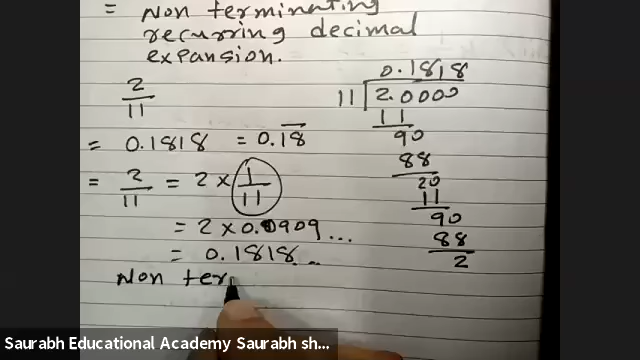 = Non terminating
recurring decimal
expansion.
2/11
= 0.1818 = 0.1̅8̅
= 2/11 = 2 × 1/11
= 2 × 0.0909...
= 0.1818...
Non ter
0.1818
11 2.0000
11
90
88
20
11
90
88
2
Saurabh Educational Academy Saurabh sh...